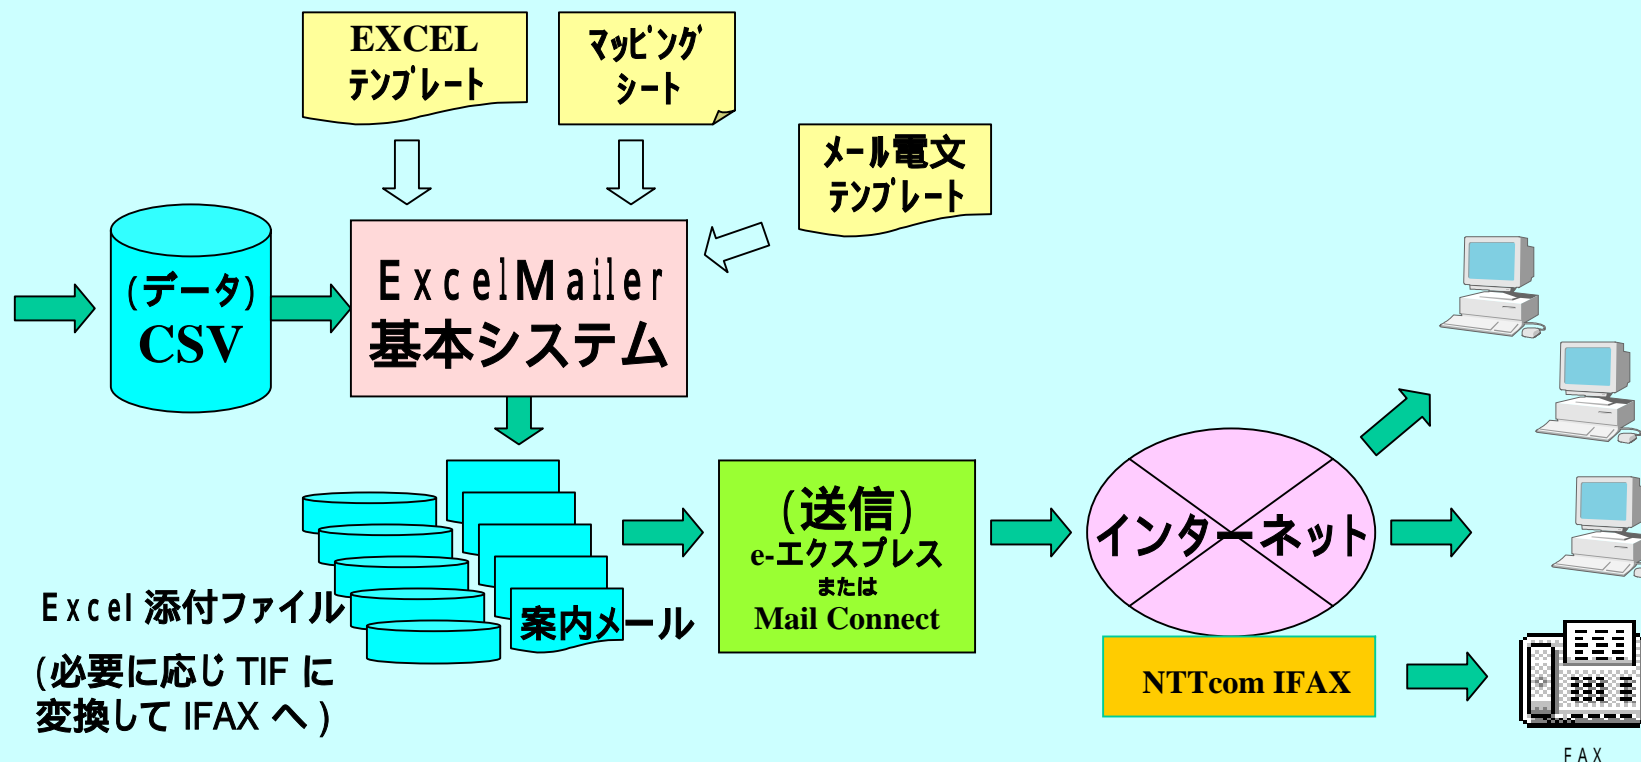 EXCEL
テンプレート
マッピング
シート
メール電文
テンプレート
(データ)
CSV
ExcelMailer
基本システム
(送信)
e-エクスプレス
または
Mail Connect
インターネット
Excel 添付ファイル
案内メール
(必要に応じ TIF に
変換して IFAX へ )
NTTcom IFAX
FAX